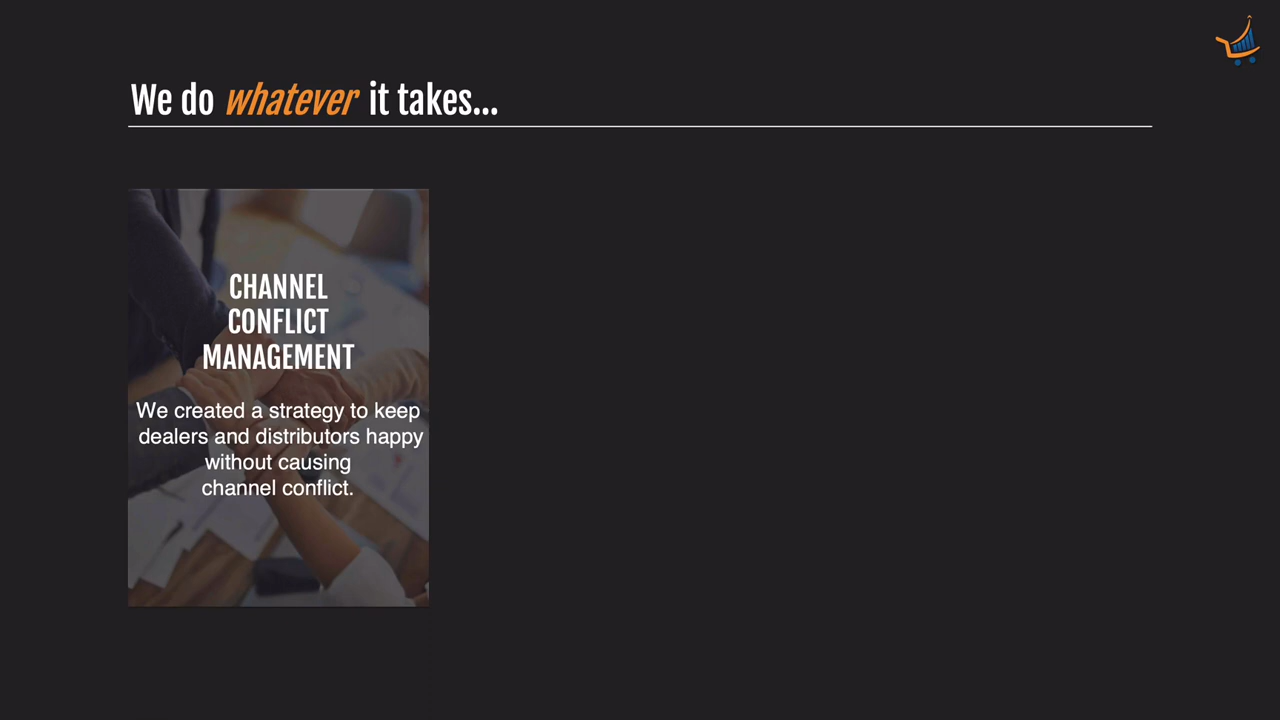 We do whatever it takes...
CHANNEL
CONFLICT
MANAGEMENT
We created a strategy to keep
dealers and distributors happy
without causing
channel conflict.